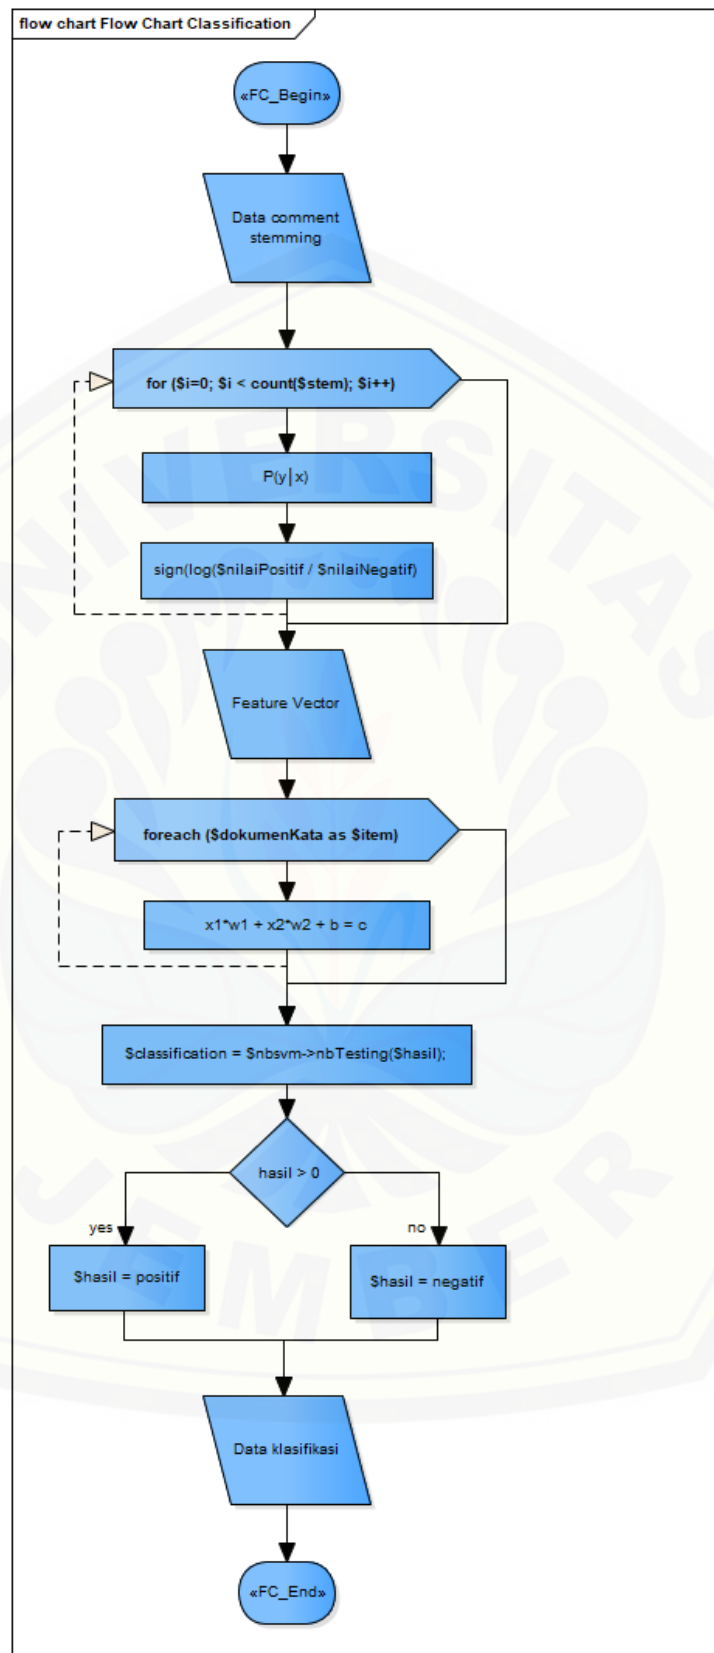 flow chart Flow Chart Classification
«FC_Begin»
Data comment
stemming
for ($i=0; $i < count($stem); $i++)
P(y|x)
sign(log($nilaiPositif / $nilaiNegatif)
Feature Vector
foreach ($dokumenKata as $item)
x1*w1 + x2*w2 + b = c
$classification = $nbsvm->nbTesting($hasil);
hasil > 0
yes
no
$hasil = positif
$hasil = negatif
Data klasifikasi
«FC_End»
UNIVERSITAS
JEMBER